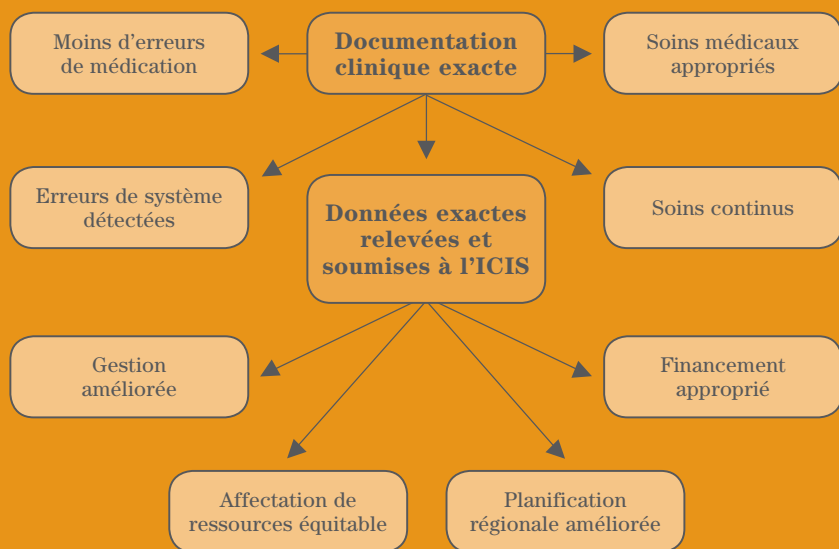 Moins d’erreurs
de médication
Documentation
clinique exacte
Soins médicaux
appropriés
Erreurs de système
détectées
Données exactes
relevées et
soumises à l’ICIS
Soins continus
Gestion
améliorée
Financement
approprié
Affectation de
ressources équitable
Planification
régionale améliorée